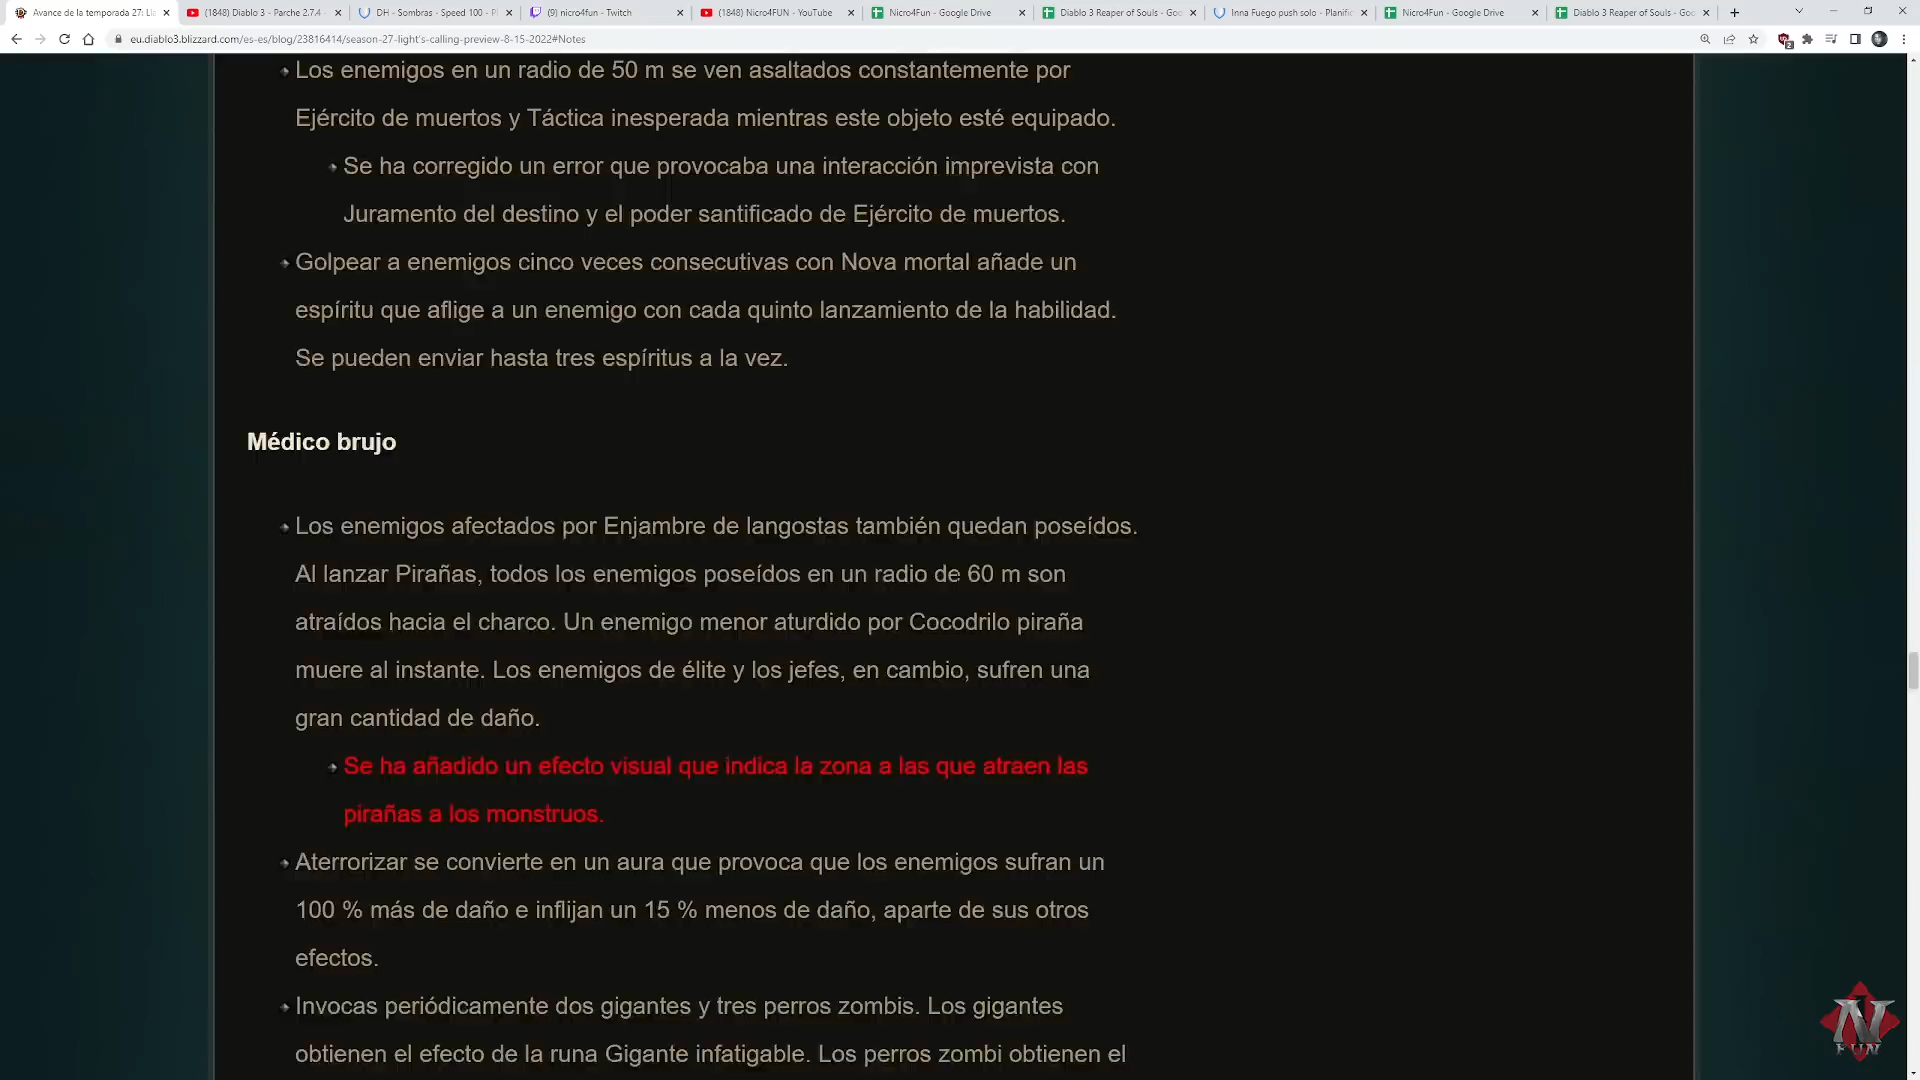 Avance de la temporada 27: Lla
(1848) Diablo 3 - Parche 2.7.4 -
DH - Sombras - Speed 100 - Pl
(9) nicro4fun - Twitch
(1848) Nicro4FUN - YouTube
Nicro4Fun - Google Drive
Diablo 3 Reaper of Souls - Goo
Inna Fuego push solo - Planific
Nicro4Fun - Google Drive
Diablo 3 Reaper of Souls - Goo
eu.diablo3.blizzard.com/es-es/blog/23816414/season-27-light's-calling-preview-8-15-2022#Notes
Los enemigos en un radio de 50 m se ven asaltados constantemente por
Ejército de muertos y Táctica inesperada mientras este objeto esté equipado.
Se ha corregido un error que provocaba una interacción imprevista con
Juramento del destino y el poder santificado de Ejército de muertos.
Golpear a enemigos cinco veces consecutivas con Nova mortal añade un
espíritu que aflige a un enemigo con cada quinto lanzamiento de la habilidad.
Se pueden enviar hasta tres espíritus a la vez.
Médico brujo
Los enemigos afectados por Enjambre de langostas también quedan poseídos.
Al lanzar Pirañas, todos los enemigos poseídos en un radio de 60 m son
atraídos hacia el charco. Un enemigo menor aturdido por Cocodrilo piraña
muere al instante. Los enemigos de élite y los jefes, en cambio, sufren una
gran cantidad de daño.
Se ha añadido un efecto visual que indica la zona a las que atraen las
pirañas a los monstruos.
Aterrorizar se convierte en un aura que provoca que los enemigos sufran un
100 % más de daño e inflijan un 15 % menos de daño, aparte de sus otros
efectos.
Invocas periódicamente dos gigantes y tres perros zombis. Los gigantes
obtienen el efecto de la runa Gigante infatigable. Los perros zombi obtienen el
N
FUN